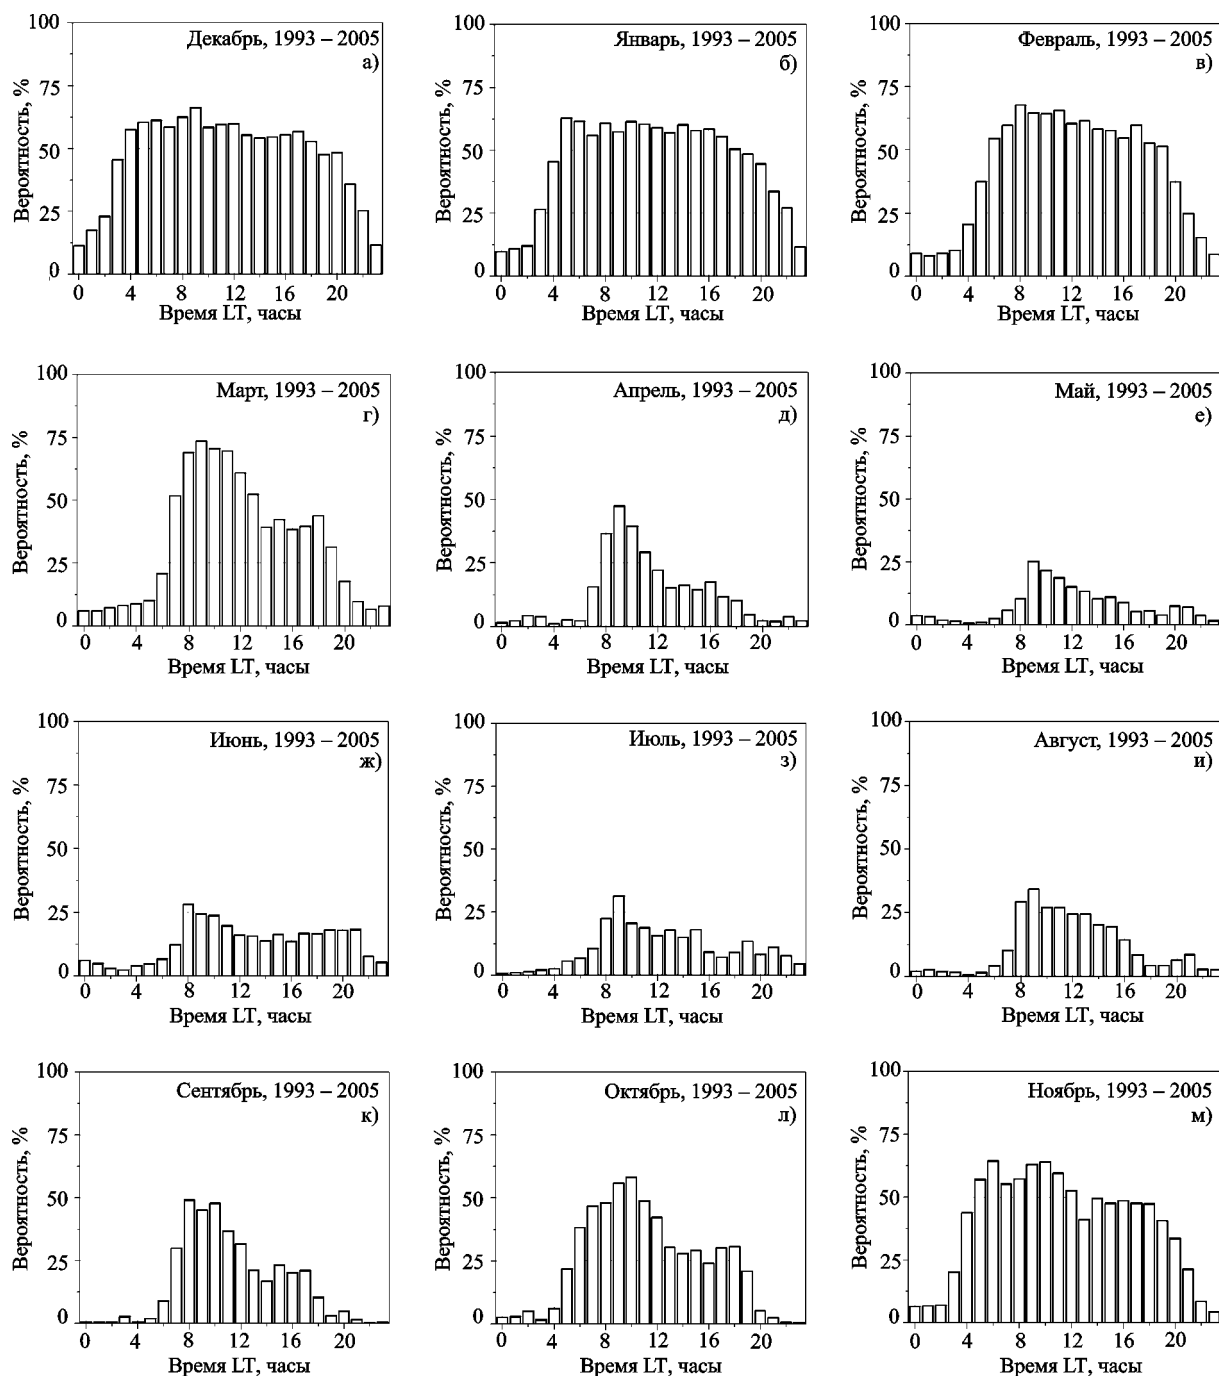 Декабрь, 1993 – 2005
а)
Вероятность, %
100
75
50
25
0
0 4 8 12 16 20
Время LT, часы
Январь, 1993 – 2005
б)
Вероятность, %
100
75
50
25
0
0 4 8 12 16 20
Время LT, часы
Февраль, 1993 – 2005
в)
Вероятность, %
100
75
50
25
0
0 4 8 12 16 20
Время LT, часы
Март, 1993 – 2005
г)
Вероятность, %
100
75
50
25
0
0 4 8 12 16 20
Время LT, часы
Апрель, 1993 – 2005
д)
Вероятность, %
100
75
50
25
0
0 4 8 12 16 20
Время LT, часы
Май, 1993 – 2005
е)
Вероятность, %
100
75
50
25
0
0 4 8 12 16 20
Время LT, часы
Июнь, 1993 – 2005
ж)
Вероятность, %
100
75
50
25
0
0 4 8 12 16 20
Время LT, часы
Июль, 1993 – 2005
з)
Вероятность, %
100
75
50
25
0
0 4 8 12 16 20
Время LT, часы
Август, 1993 – 2005
и)
Вероятность, %
100
75
50
25
0
0 4 8 12 16 20
Время LT, часы
Сентябрь, 1993 – 2005
к)
Вероятность, %
100
75
50
25
0
0 4 8 12 16 20
Время LT, часы
Октябрь, 1993 – 2005
л)
Вероятность, %
100
75
50
25
0
0 4 8 12 16 20
Время LT, часы
Ноябрь, 1993 – 2005
м)
Вероятность, %
100
75
50
25
0
0 4 8 12 16 20
Время LT, часы